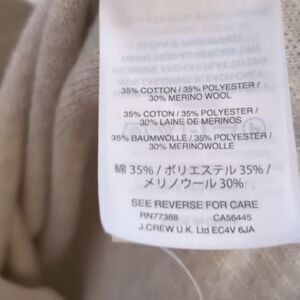 35% COTTON / 35% POLYESTER /
30% MERINO WOOL
35% COTON / 35% POLYESTER /
30% LAINE DE MERINOS
35% BAUMWOLLE / 35% POLYESTER /
30% MERINOWOLLE
綿 35% / ポリエステル 35% /
メリノウール 30%
SEE REVERSE FOR CARE
RN77388 CA56445
J.CREW U.K. Ltd EC4V 6JA